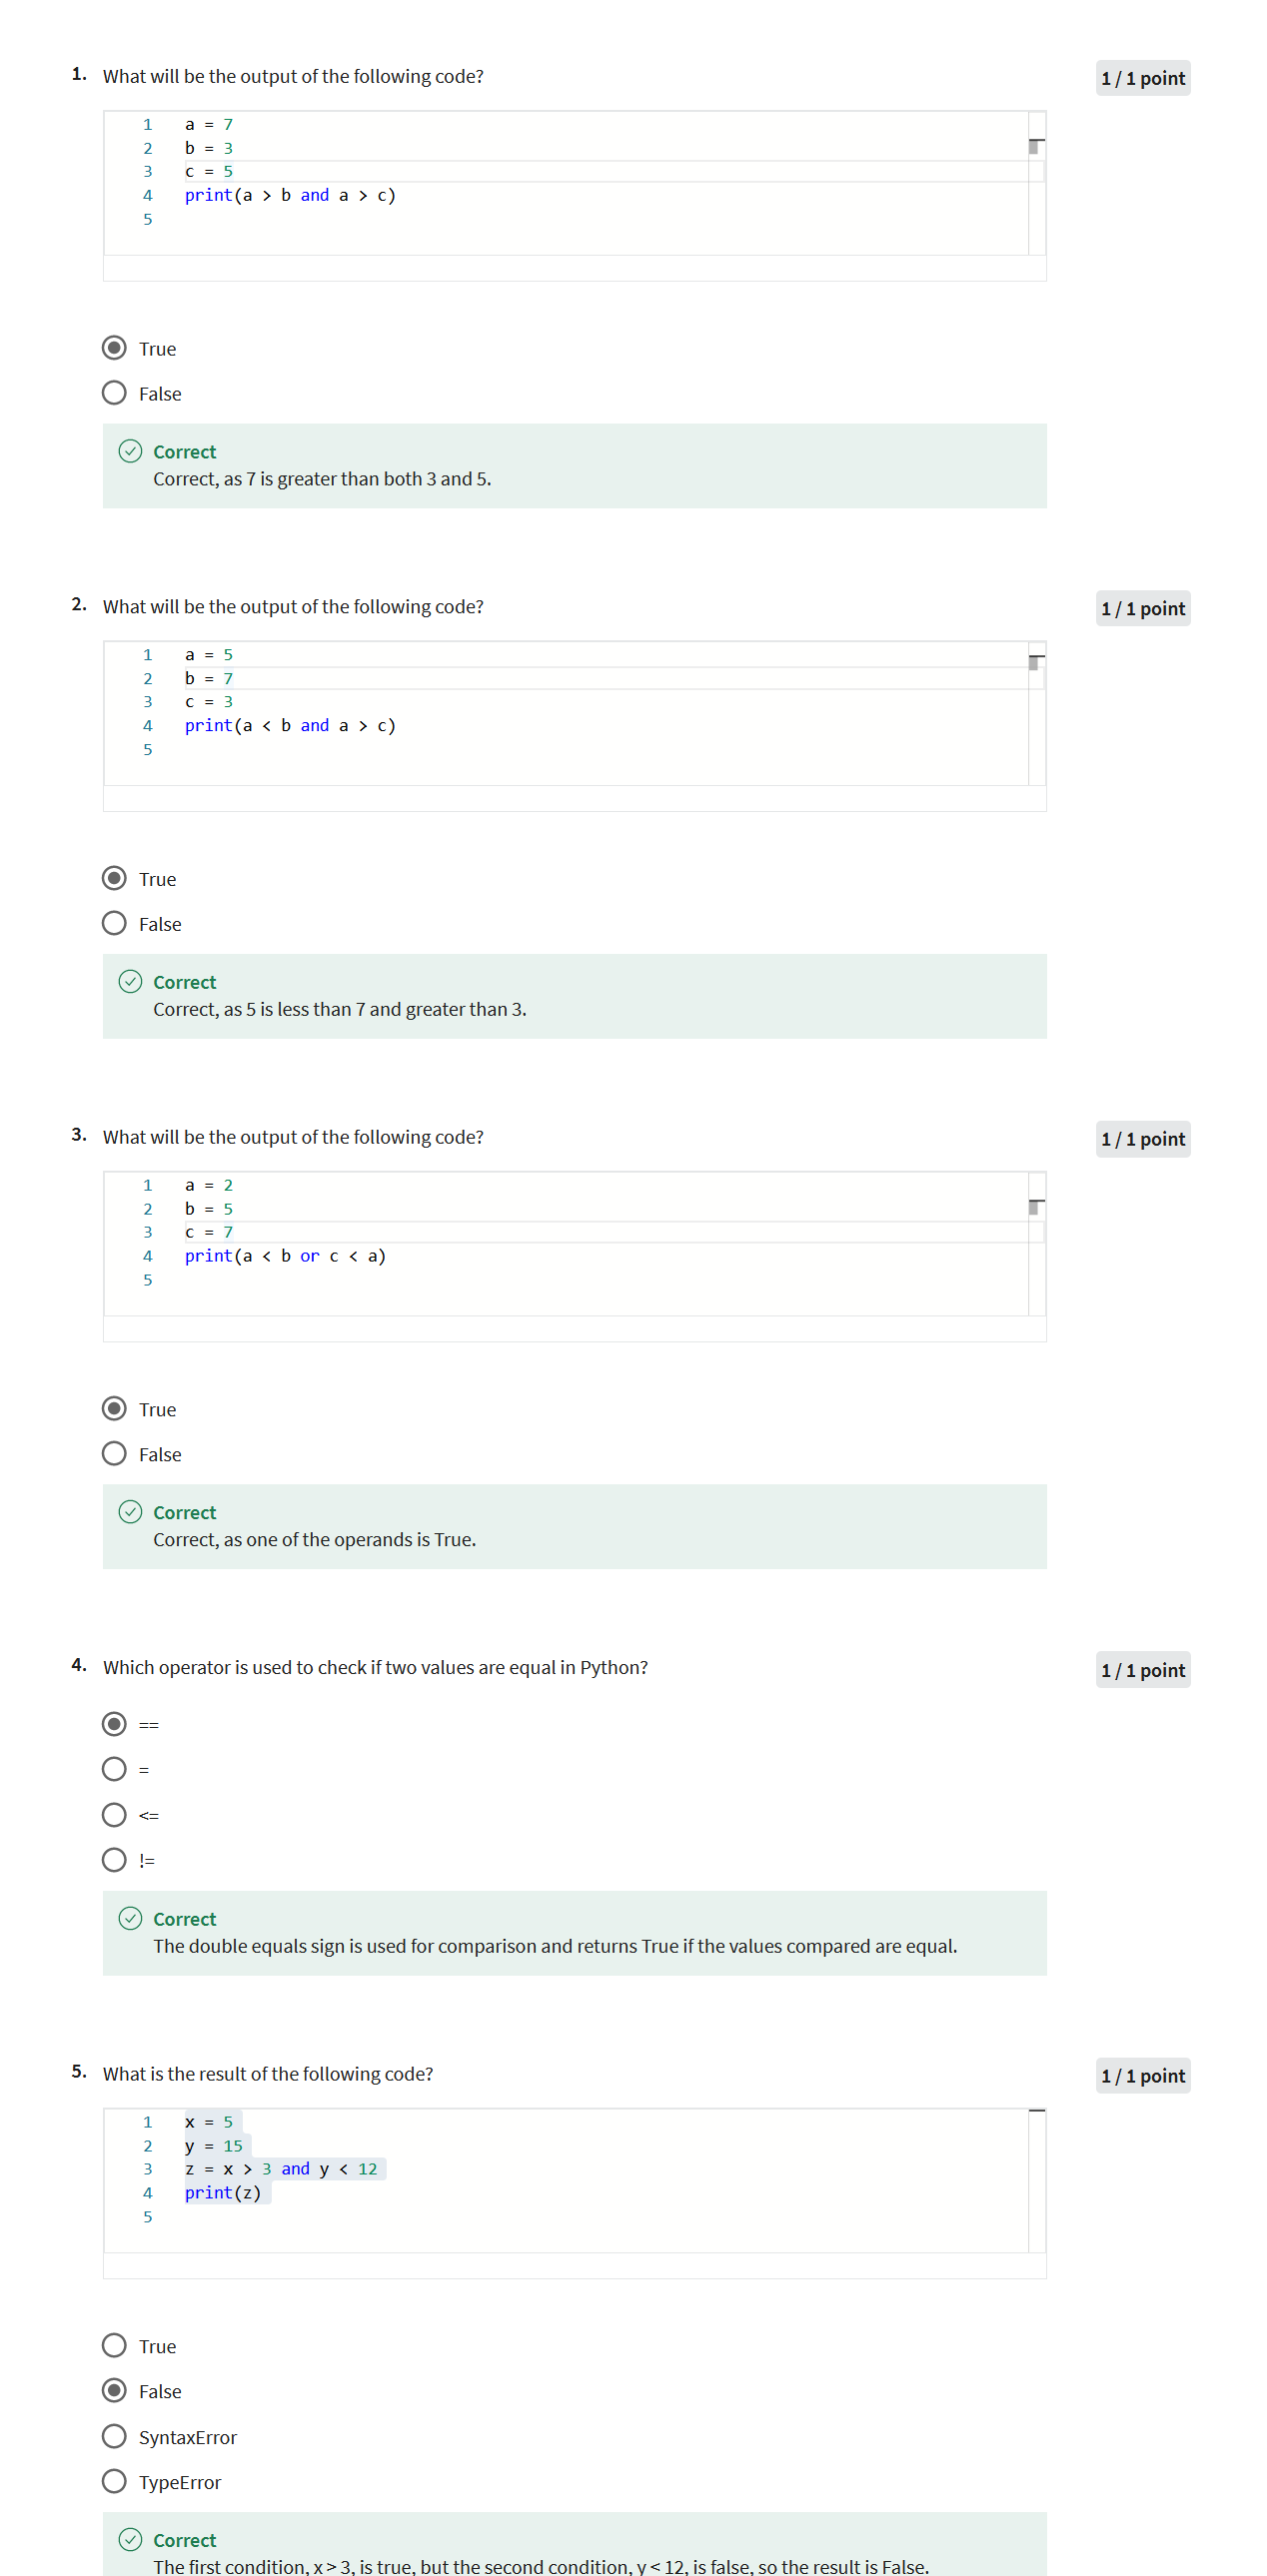 1. What will be the output of the following code?
1 / 1 point
1 a = 7
2 b = 3
3 c = 5
4 print(a > b and a > c)
5
True
False
Correct
Correct, as 7 is greater than both 3 and 5.
2. What will be the output of the following code?
1 / 1 point
1 a = 5
2 b = 7
3 c = 3
4 print(a < b and a > c)
5
True
False
Correct
Correct, as 5 is less than 7 and greater than 3.
3. What will be the output of the following code?
1 / 1 point
1 a = 2
2 b = 5
3 c = 7
4 print(a < b or c < a)
5
True
False
Correct
Correct, as one of the operands is True.
4. Which operator is used to check if two values are equal in Python?
1 / 1 point
==
=
<=
!=
Correct
The double equals sign is used for comparison and returns True if the values compared are equal.
5. What is the result of the following code?
1 / 1 point
1 x = 5
2 y = 15
3 z = x > 3 and y < 12
4 print(z)
5
True
False
SyntaxError
TypeError
Correct
The first condition, x > 3, is true, but the second condition, y < 12, is false, so the result is False.